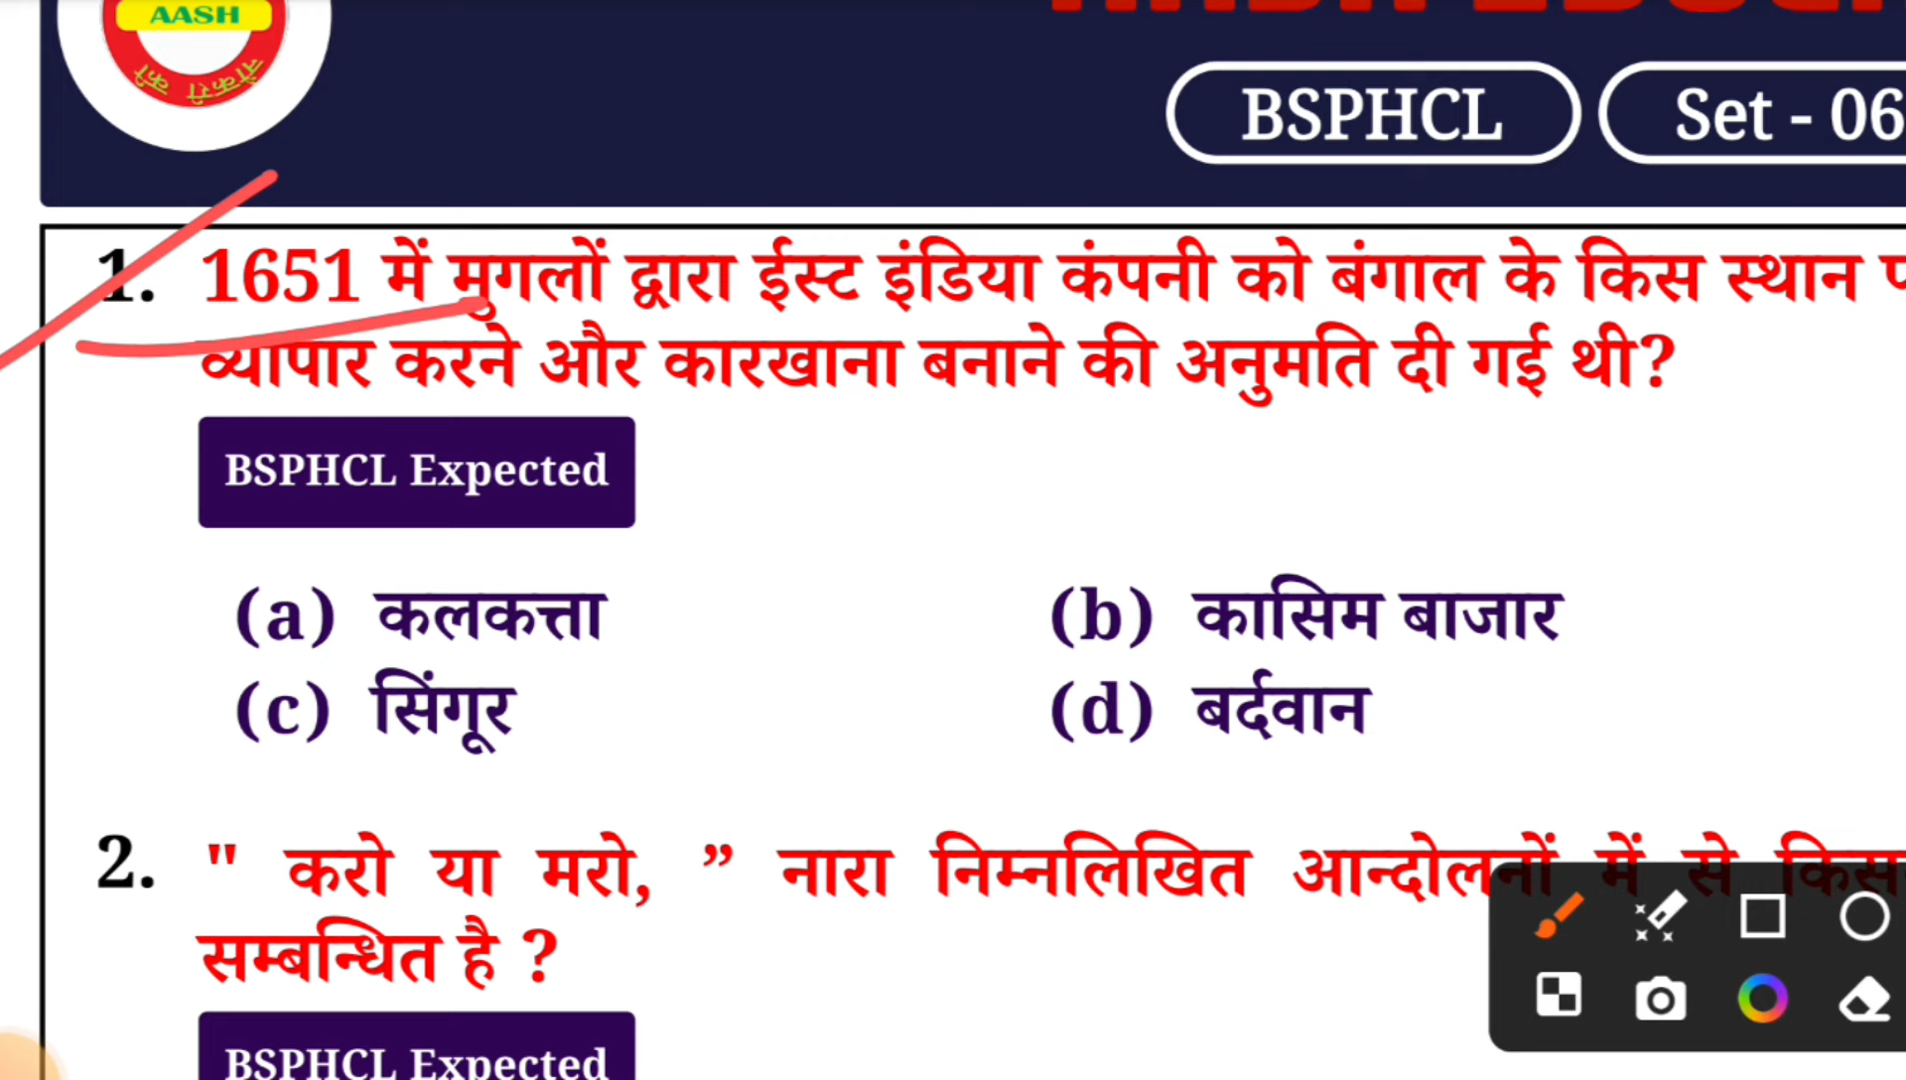 AASH
नौकरी की
BSPHCL
Set - 06
1. 1651 में मुगलों द्वारा ईस्ट इंडिया कंपनी को बंगाल के किस स्थान
व्यापार करने और कारखाना बनाने की अनुमति दी गई थी?
BSPHCL Expected
(a) कलकत्ता (b) कासिम बाजार
(c) सिंगूर (d) बर्दवान
2. " करो या मरो, ” नारा निम्नलिखित आन्दोलनों में से किस
सम्बन्धित है ?
BSPHCL Expected